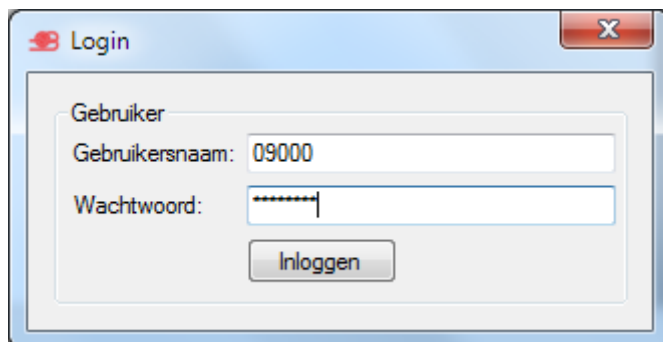 Login
Gebruiker
Gebruikersnaam: 09000
Wachtwoord: ********
Inloggen